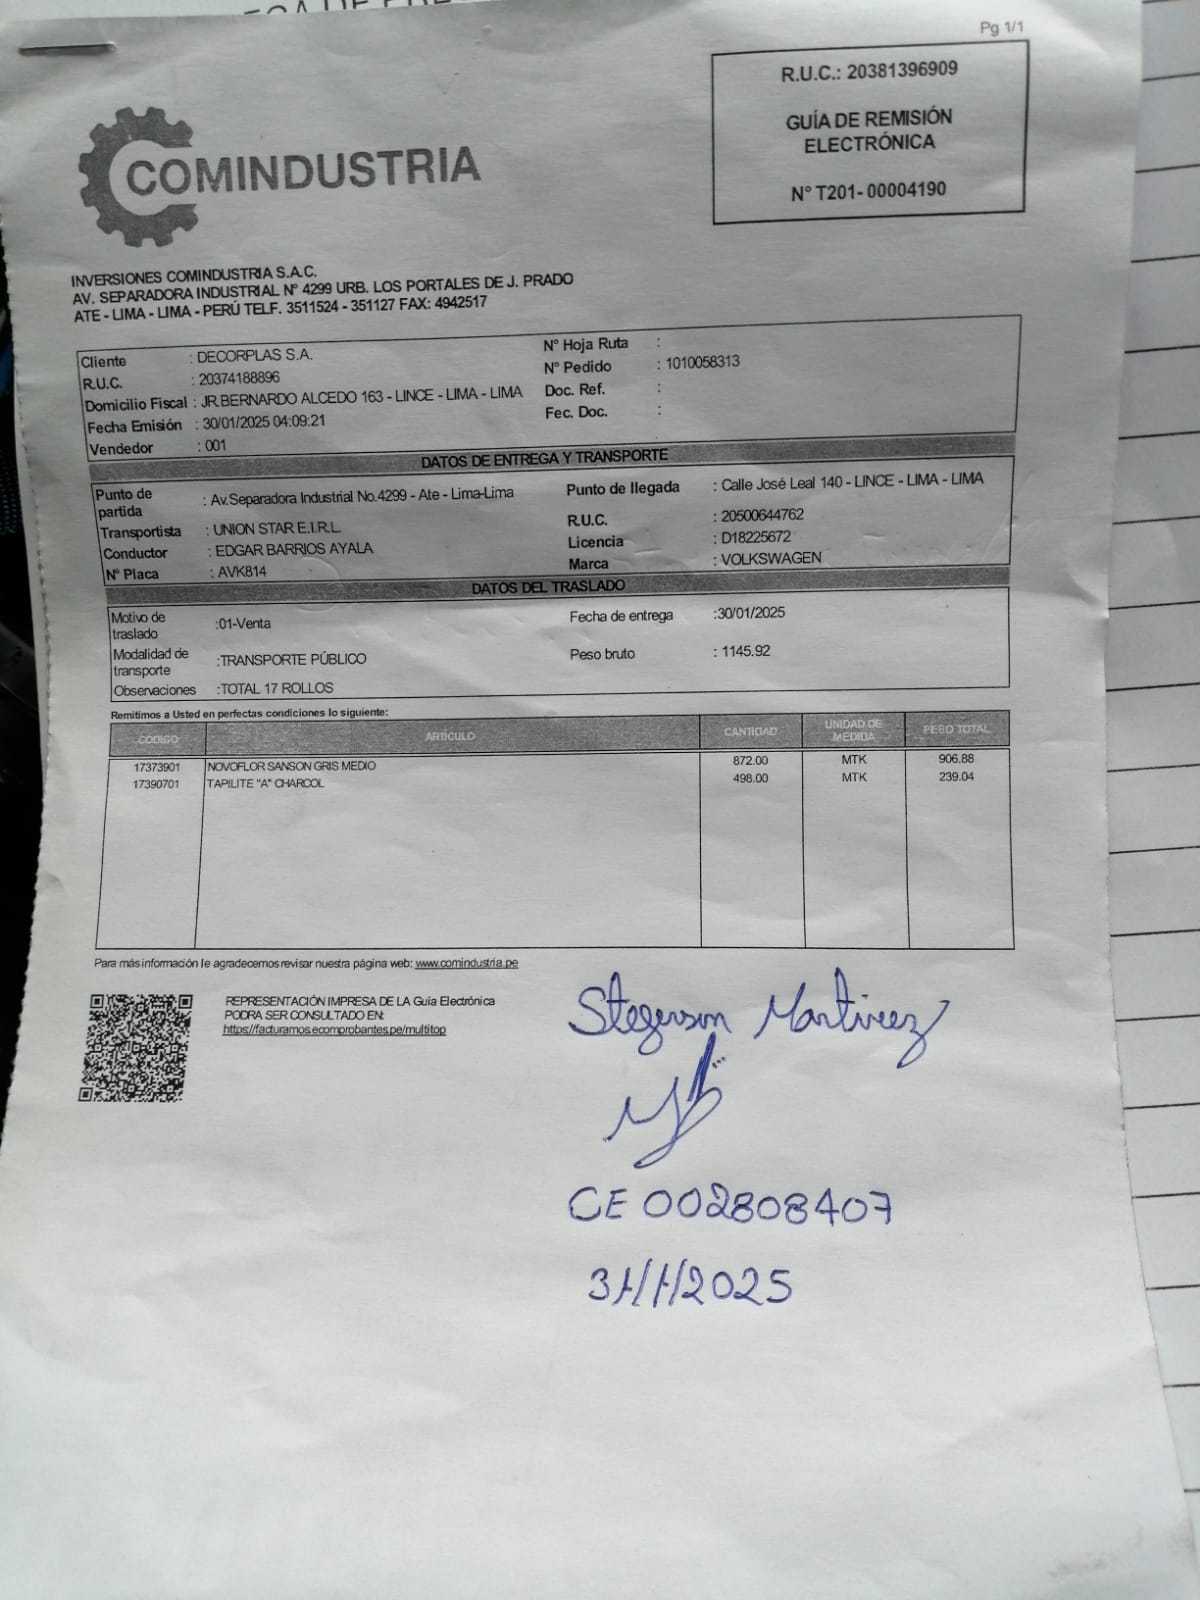 Pg 1/1
R.U.C.: 20381396909
GUÍA DE REMISIÓN
ELECTRÓNICA
N° T201- 00004190
COMINDUSTRIA
INVERSIONES COMINDUSTRIA S.A.C.
AV. SEPARADORA INDUSTRIAL N° 4299 URB. LOS PORTALES DE J. PRADO
ATE - LIMA - LIMA - PERÚ TELF. 3511524 - 351127 FAX: 4942517
Cliente : DECORPLAS S.A.
R.U.C. : 20374188896
Domicilio Fiscal : JR.BERNARDO ALCEDO 163 - LINCE - LIMA - LIMA
Fecha Emisión : 30/01/2025 04:09:21
Vendedor : 001
N° Hoja Ruta :
N° Pedido : 1010058313
Doc. Ref. :
Fec. Doc. :
DATOS DE ENTREGA Y TRANSPORTE
Punto de partida : Av.Separadora Industrial No.4299 - Ate - Lima-Lima
Transportista : UNION STAR E.I.R.L.
Conductor : EDGAR BARRIOS AYALA
N° Placa : AVK814
Punto de llegada : Calle José Leal 140 - LINCE - LIMA - LIMA
R.U.C. : 20500644762
Licencia : D18225672
Marca : VOLKSWAGEN
DATOS DEL TRASLADO
Motivo de traslado :01-Venta
Modalidad de transporte :TRANSPORTE PÚBLICO
Observaciones :TOTAL 17 ROLLOS
Fecha de entrega :30/01/2025
Peso bruto : 1145.92
Remitimos a Usted en perfectas condiciones lo siguiente:
CÓDIGO ARTÍCULO CANTIDAD UNIDAD DE MEDIDA PESO TOTAL
17373901 NOVOFLOR SANSON GRIS MEDIO 872.00 MTK 906.88
17390701 TAPILITE "A" CHARCOL 498.00 MTK 239.04
Para más información le agradecemos revisar nuestra página web: www.comindustria.pe
REPRESENTACIÓN IMPRESA DE LA Guía Electrónica
PODRA SER CONSULTADO EN:
https://facturamos.ecomprobantes.pe/multitop
Stegerson Martinez
CE 002808407
31/1/2025